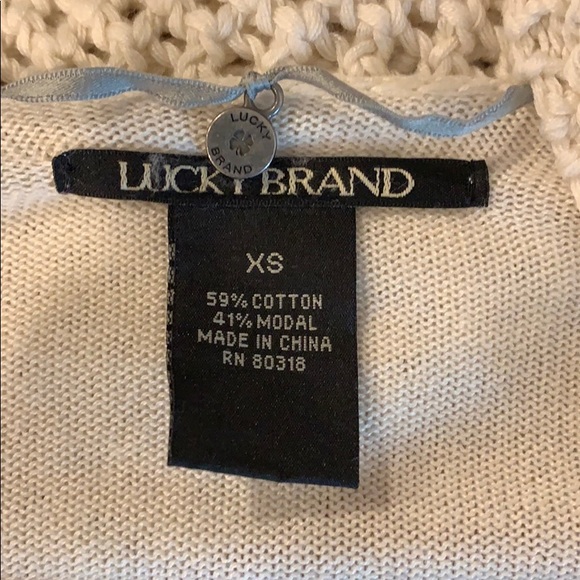 LUCKY
BRAND
LUCKY BRAND
XS
59% COTTON
41% MODAL
MADE IN CHINA
RN 80318